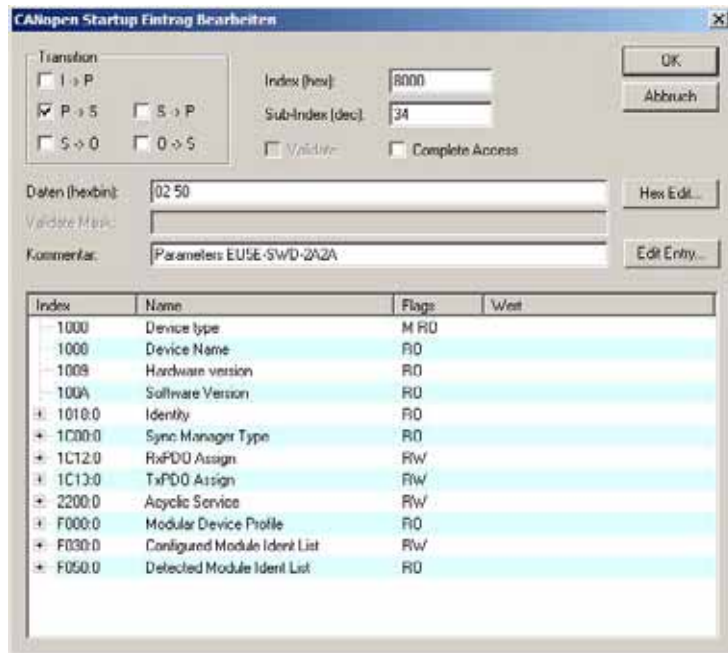 CANopen Startup Eintrag Bearbeiten
Transition
I -> P
P -> S
S -> P
S -> O
O -> S
Index (hex): 8000
Sub-Index (dec): 34
Validate
Complete Access
OK
Abbruch
Daten (hexbin): 02 50
Hex Edit...
Validate Mask:
Kommentar: Parameters EU5E-SWD-2A2A
Edit Entry...
Index Name Flags Wert
1000 Device type M RO
1008 Device Name RO
1009 Hardware version RO
100A Software Version RO
1018:0 Identity RO
1C00:0 Sync Manager Type RO
1C12:0 RxPDO Assign RW
1C13:0 TxPDO Assign RW
2200:0 Acyclic Service RW
F000:0 Modular Device Profile RO
F030:0 Configured Module Ident List RW
F050:0 Detected Module Ident List RO